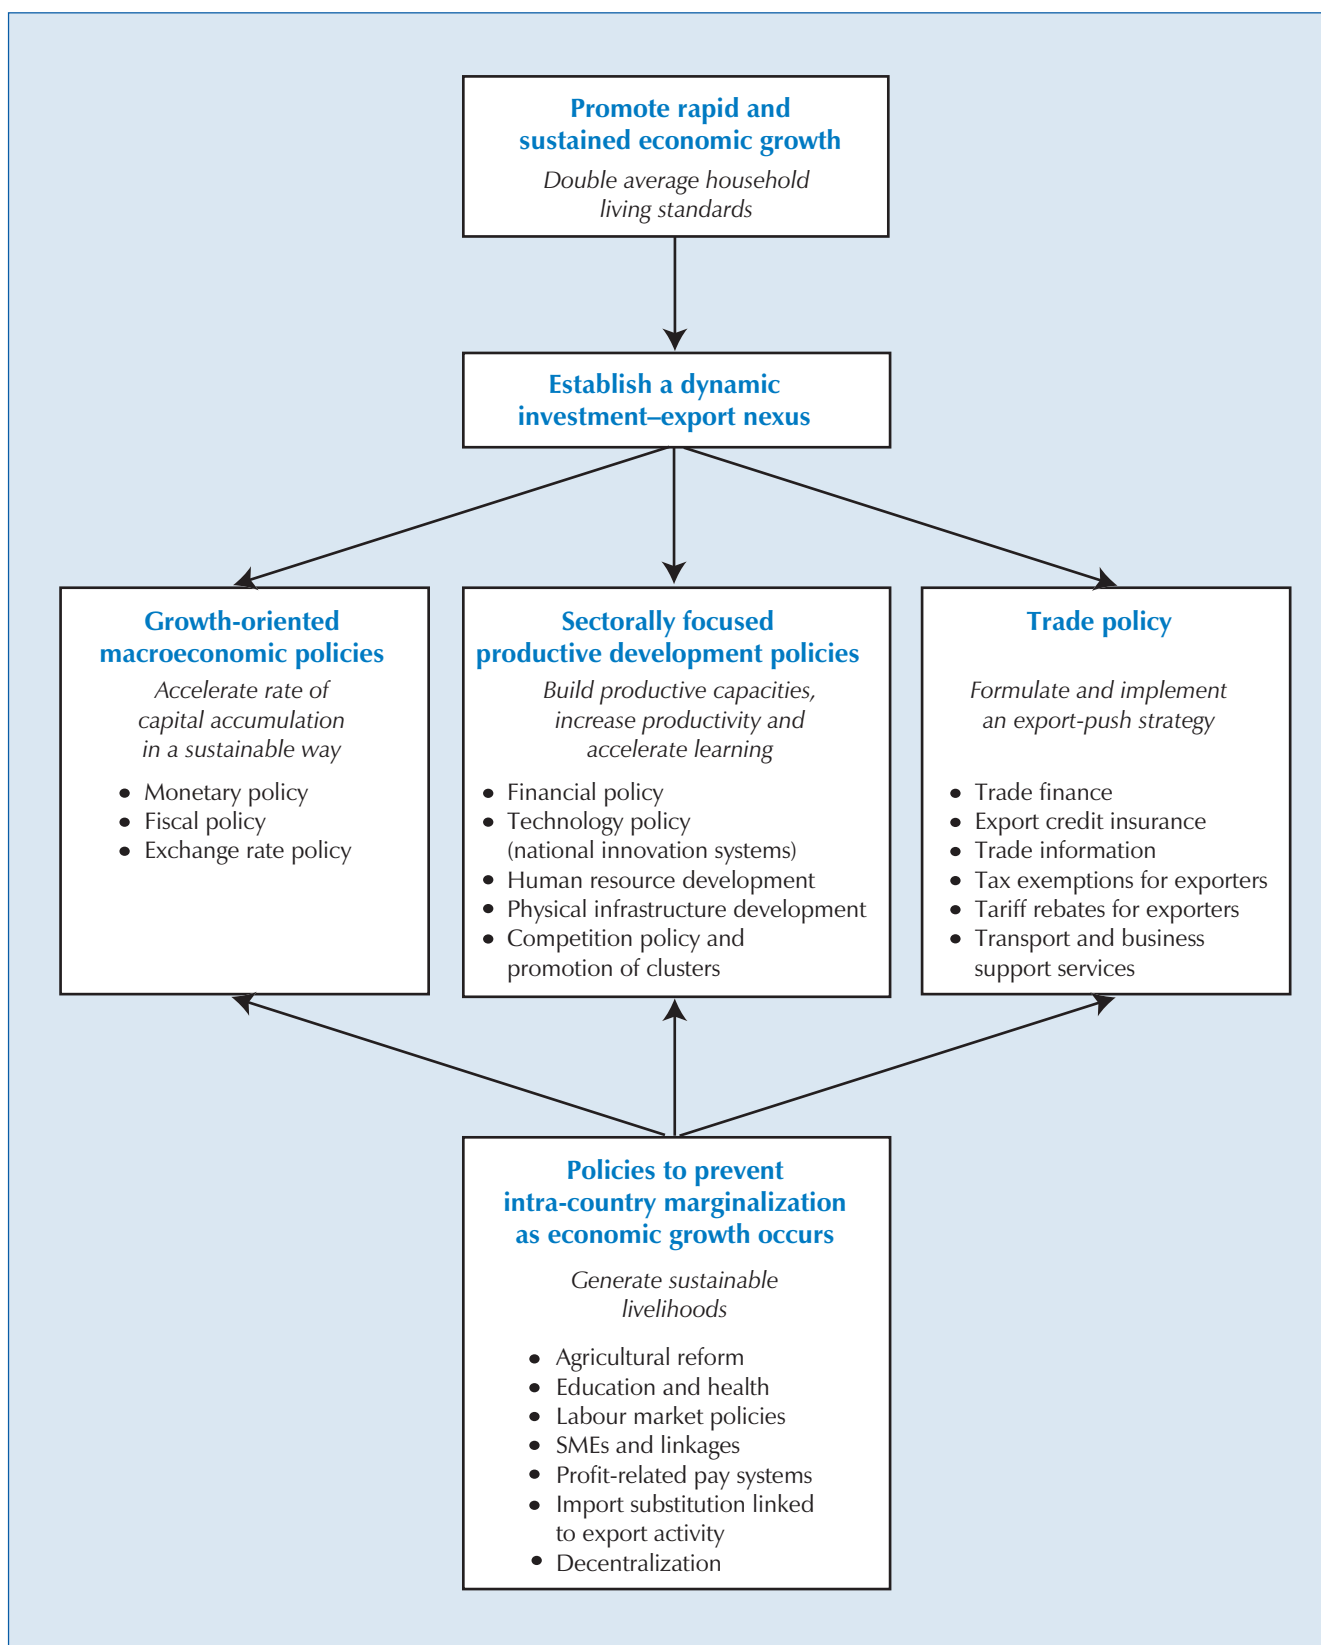 Promote rapid and
sustained economic growth
Double average household
living standards
Establish a dynamic
investment–export nexus
Growth-oriented
macroeconomic policies
Accelerate rate of
capital accumulation
in a sustainable way
• Monetary policy
• Fiscal policy
• Exchange rate policy
Sectorally focused
productive development policies
Build productive capacities,
increase productivity and
accelerate learning
• Financial policy
• Technology policy
(national innovation systems)
• Human resource development
• Physical infrastructure development
• Competition policy and
promotion of clusters
Trade policy
Formulate and implement
an export-push strategy
• Trade finance
• Export credit insurance
• Trade information
• Tax exemptions for exporters
• Tariff rebates for exporters
• Transport and business
support services
Policies to prevent
intra-country marginalization
as economic growth occurs
Generate sustainable
livelihoods
• Agricultural reform
• Education and health
• Labour market policies
• SMEs and linkages
• Profit-related pay systems
• Import substitution linked
to export activity
• Decentralization